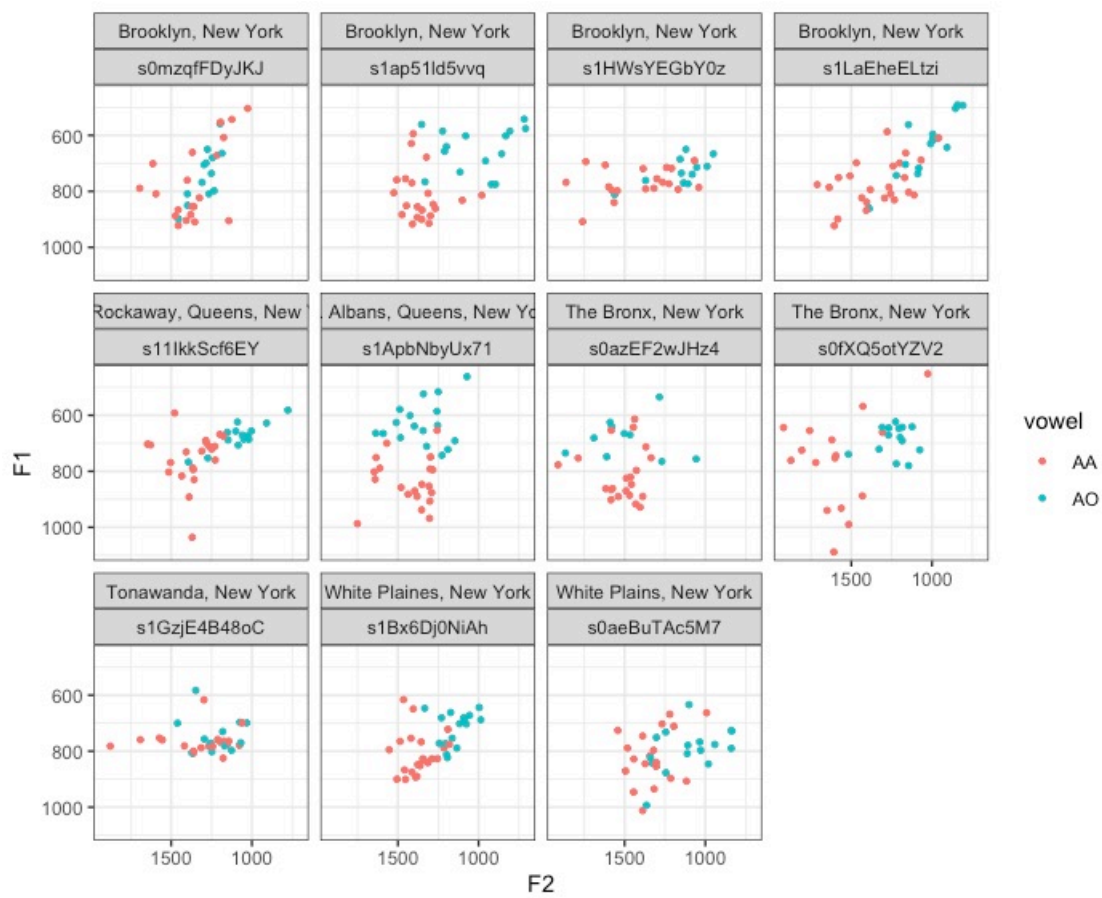 Brooklyn, New York
Brooklyn, New York
Brooklyn, New York
Brooklyn, New York
s0mzqfFDyJKJ
s1ap51ld5vvq
s1HWsYEGbY0z
s1LaEheELtzi
600
800
1000
Rockaway, Queens, New
. Albans, Queens, New Yo
The Bronx, New York
The Bronx, New York
s11IkkScf6EY
s1ApbNbyUx71
s0azEF2wJHz4
s0fXQ5otYZV2
600
800
1000
1500 1000
F1
vowel
AA
AO
Tonawanda, New York
White Plaines, New York
White Plains, New York
s1GzjE4B48oC
s1Bx6Dj0NiAh
s0aeBuTAc5M7
600
800
1000
1500 1000
1500 1000
1500 1000
F2